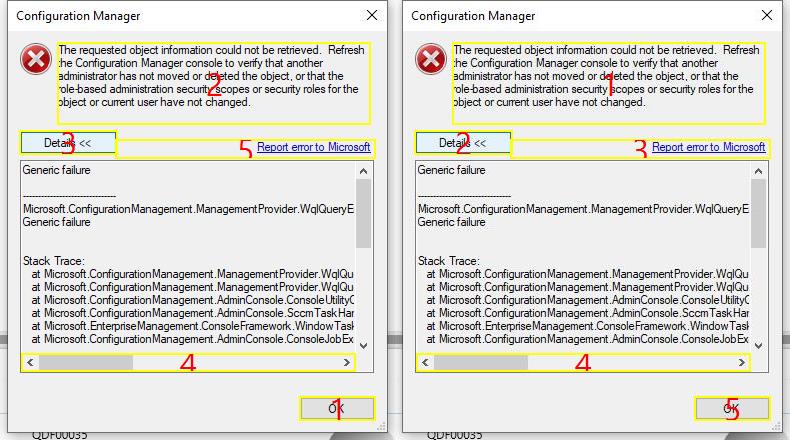 Configuration Manager
The requested object information could not be retrieved. Refresh
the Configuration Manager console to verify that another
administrator has not moved or deleted the object, or that the
role-based administration security scopes or security roles for the
object or current user have not changed.
2
Details <<
3
5
Report error to Microsoft
Generic failure
-------------------------------
Microsoft.ConfigurationManagement.ManagementProvider.WqlQueryE
Generic failure
Stack Trace:
at Microsoft.ConfigurationManagement.ManagementProvider.WqlQu
at Microsoft.ConfigurationManagement.ManagementProvider.WqlQu
at Microsoft.ConfigurationManagement.AdminConsole.ConsoleUtilityC
at Microsoft.ConfigurationManagement.AdminConsole.SccmTaskHar
at Microsoft.EnterpriseManagement.ConsoleFramework.WindowTask
at Microsoft.ConfigurationManagement.AdminConsole.ConsoleJobEx
4
OK
1
QDF00035
Configuration Manager
The requested object information could not be retrieved. Refresh
the Configuration Manager console to verify that another
administrator has not moved or deleted the object, or that the
role-based administration security scopes or security roles for the
object or current user have not changed.
1
Details <<
2
3
Report error to Microsoft
Generic failure
-------------------------------
Microsoft.ConfigurationManagement.ManagementProvider.WqlQueryE
Generic failure
Stack Trace:
at Microsoft.ConfigurationManagement.ManagementProvider.WqlQu
at Microsoft.ConfigurationManagement.ManagementProvider.WqlQu
at Microsoft.ConfigurationManagement.AdminConsole.ConsoleUtilityC
at Microsoft.ConfigurationManagement.AdminConsole.SccmTaskHar
at Microsoft.EnterpriseManagement.ConsoleFramework.WindowTask
at Microsoft.ConfigurationManagement.AdminConsole.ConsoleJobEx
4
OK
5
QDF00035